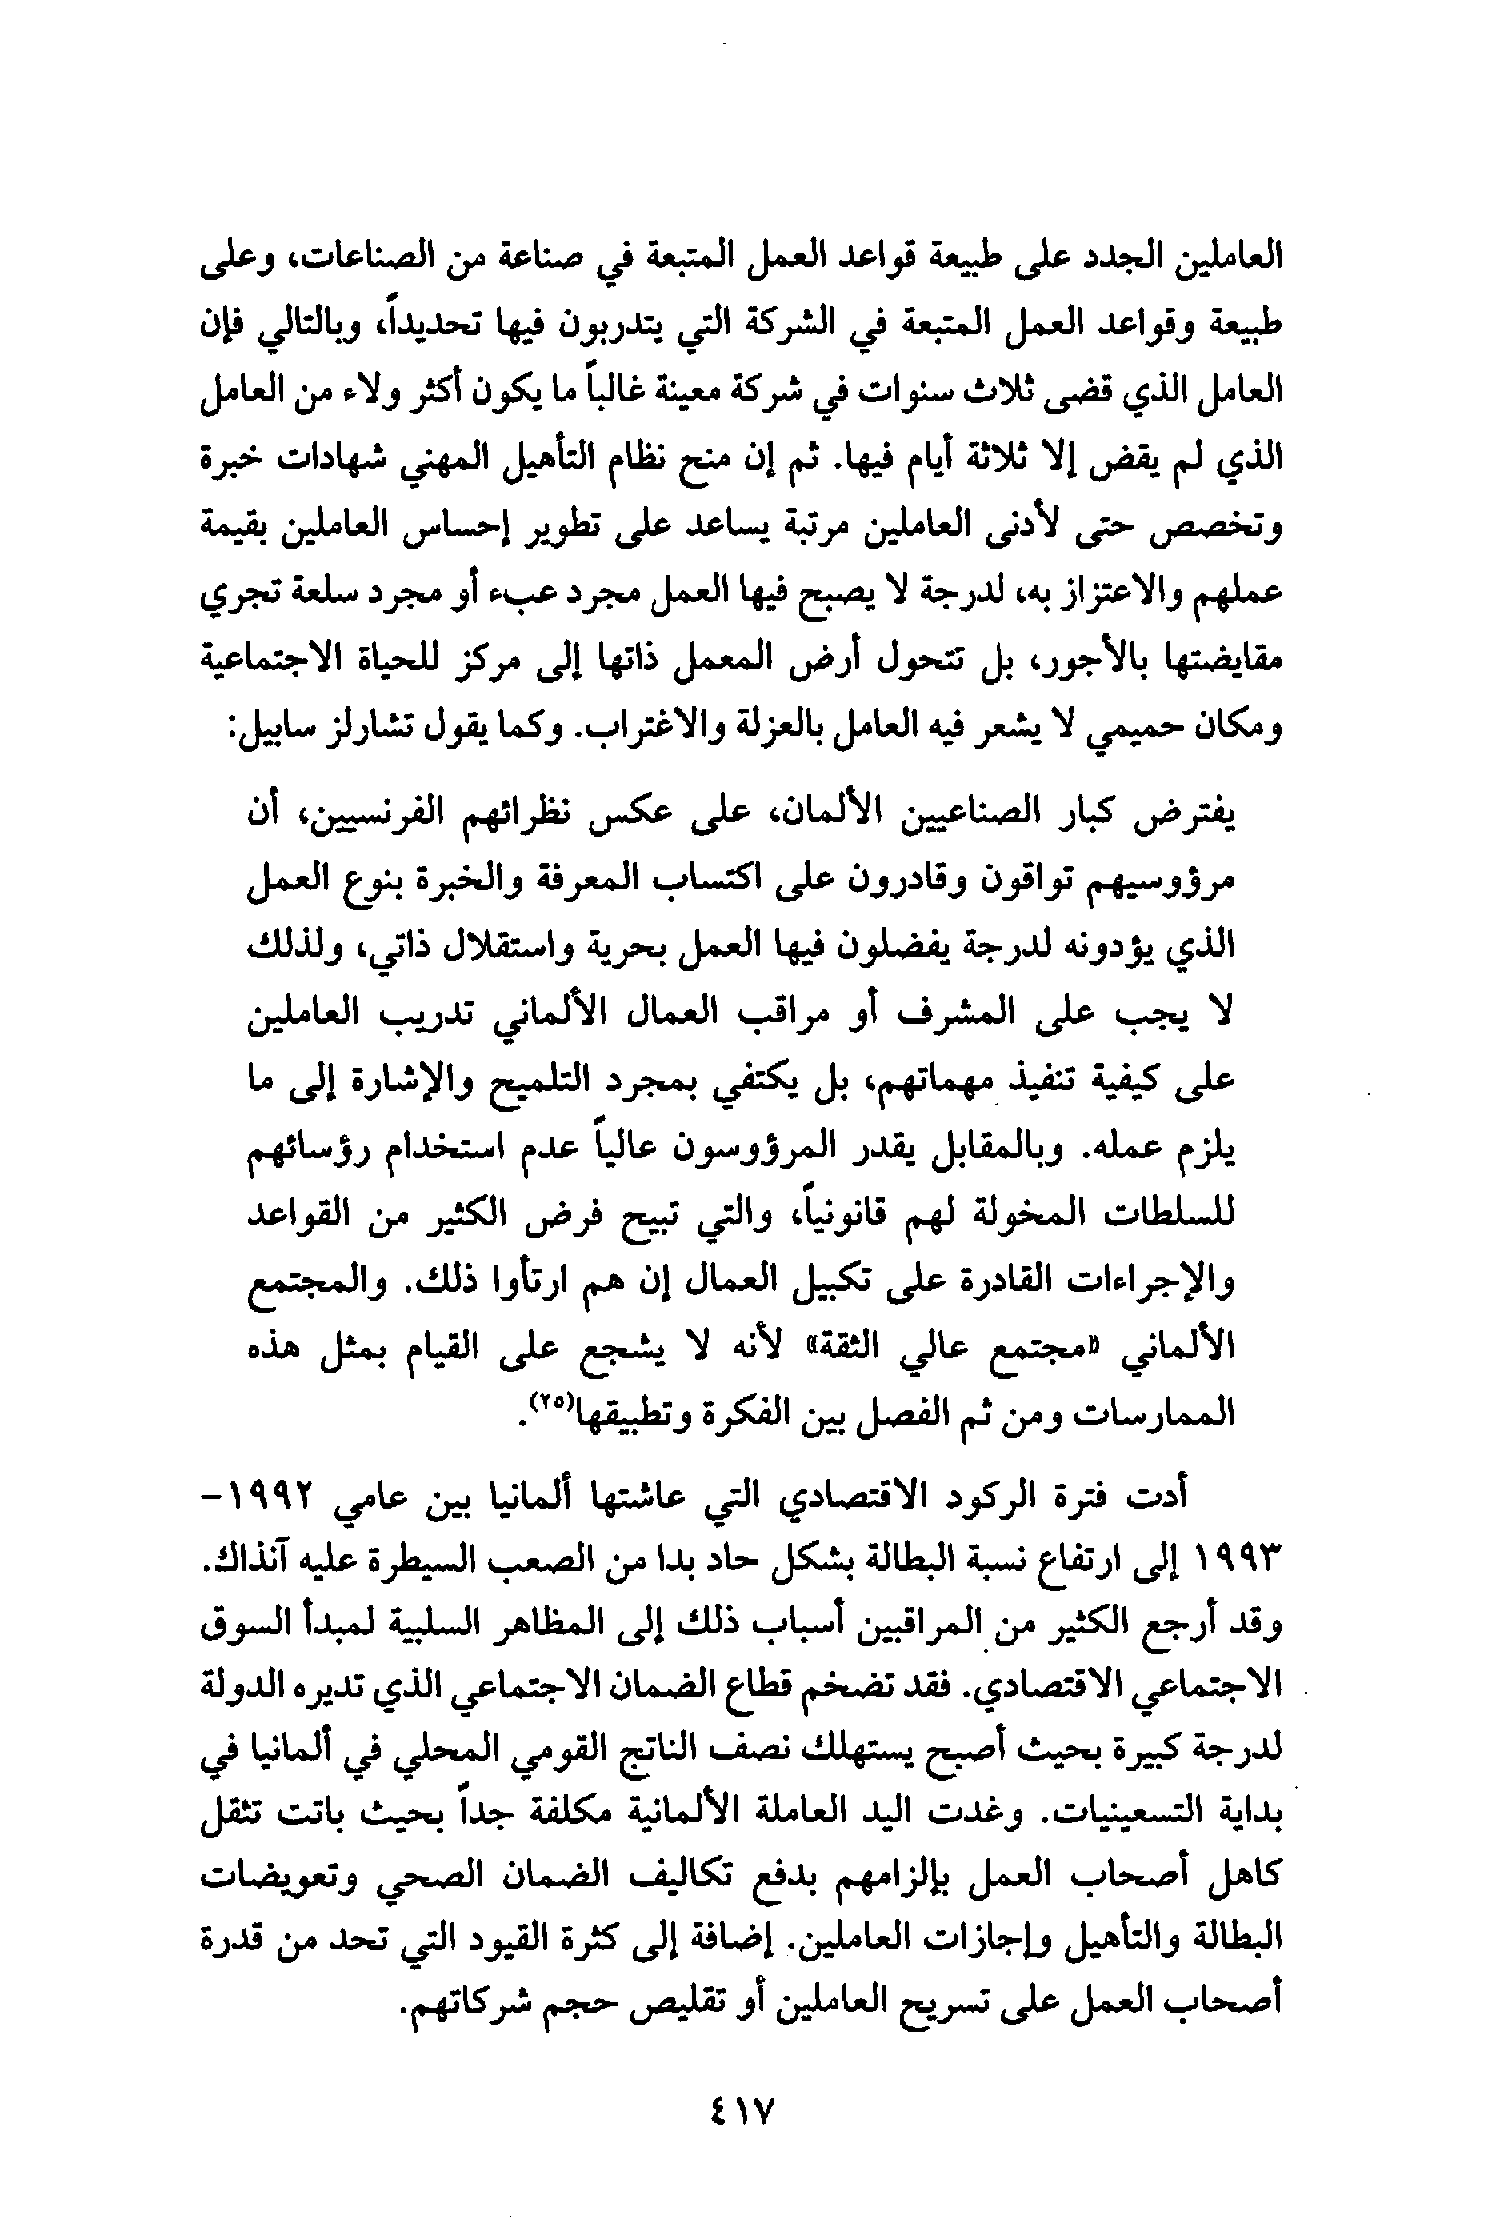 العاملين الجدد على طبيعة قواعد العمل المتبعة في صناعة من الصناعات، وعلى
طبيعة وقواعد العمل المتبعة في الشركة التي يتدربون فيها تحديداً، وبالتالي فإن
العامل الذي قضى ثلاث سنوات في شركة معينة غالباً ما يكون أكثر ولاء من العامل
الذي لم يقض إلا ثلاثة أيام فيها. ثم إن منح نظام التأهيل المهني شهادات خبرة
وتخصص حتى لأدنى العاملين مرتبة يساعد على تطوير إحساس العاملين بقيمة
عملهم والاعتزاز به، لدرجة لا يصبح فيها العمل مجرد عبء أو مجرد سلعة تجري
مقايضتها بالأجور، بل تتحول أرض المعمل ذاتها إلى مركز للحياة الاجتماعية
ومكان حميمي لا يشعر فيه العامل بالعزلة والاغتراب. وكما يقول تشارلز سابيل:
يفترض كبار الصناعيين الألمان، على عكس نظرائهم الفرنسيين، أن
مرؤوسيهم تواقون وقادرون على اكتساب المعرفة والخبرة بنوع العمل
الذي يؤدونه لدرجة يفضلون فيها العمل بحرية واستقلال ذاتي، ولذلك
لا يجب على المشرف أو مراقب العمال الألماني تدريب العاملين
على كيفية تنفيذ مهماتهم، بل يكتفي بمجرد التلميح والإشارة إلى ما
يلزم عمله. وبالمقابل يقدر المرؤوسون عالياً عدم استخدام رؤسائهم
للسلطات المخولة لهم قانونياً، والتي تبيح فرض الكثير من القواعد
والإجراءات القادرة على تكبيل العمال إن هم ارتأوا ذلك. والمجتمع
الألماني «مجتمع عالي الثقة» لأنه لا يشجع على القيام بمثل هذه
الممارسات ومن ثم الفصل بين الفكرة وتطبيقها(٢٥).
أدت فترة الركود الاقتصادي التي عاشتها ألمانيا بين عامي ١٩٩٢-
١٩٩٣ إلى ارتفاع نسبة البطالة بشكل حاد بدا من الصعب السيطرة عليه آنذاك.
وقد أرجع الكثير من المراقبين أسباب ذلك إلى المظاهر السلبية لمبدأ السوق
الاجتماعي الاقتصادي. فقد تضخم قطاع الضمان الاجتماعي الذي تديره الدولة
لدرجة كبيرة بحيث أصبح يستهلك نصف الناتج القومي المحلي في ألمانيا في
بداية التسعينيات. وغدت اليد العاملة الألمانية مكلفة جداً بحيث باتت تثقل
كاهل أصحاب العمل بإلزامهم بدفع تكاليف الضمان الصحي وتعويضات
البطالة والتأهيل وإجازات العاملين. إضافة إلى كثرة القيود التي تحد من قدرة
أصحاب العمل على تسريح العاملين أو تقليص حجم شركاتهم.
٤١٧